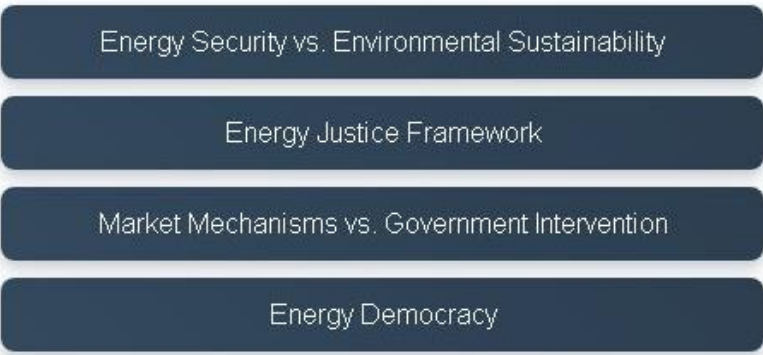 Energy Security vs. Environmental Sustainability
Energy Justice Framework
Market Mechanisms vs. Government Intervention
Energy Democracy